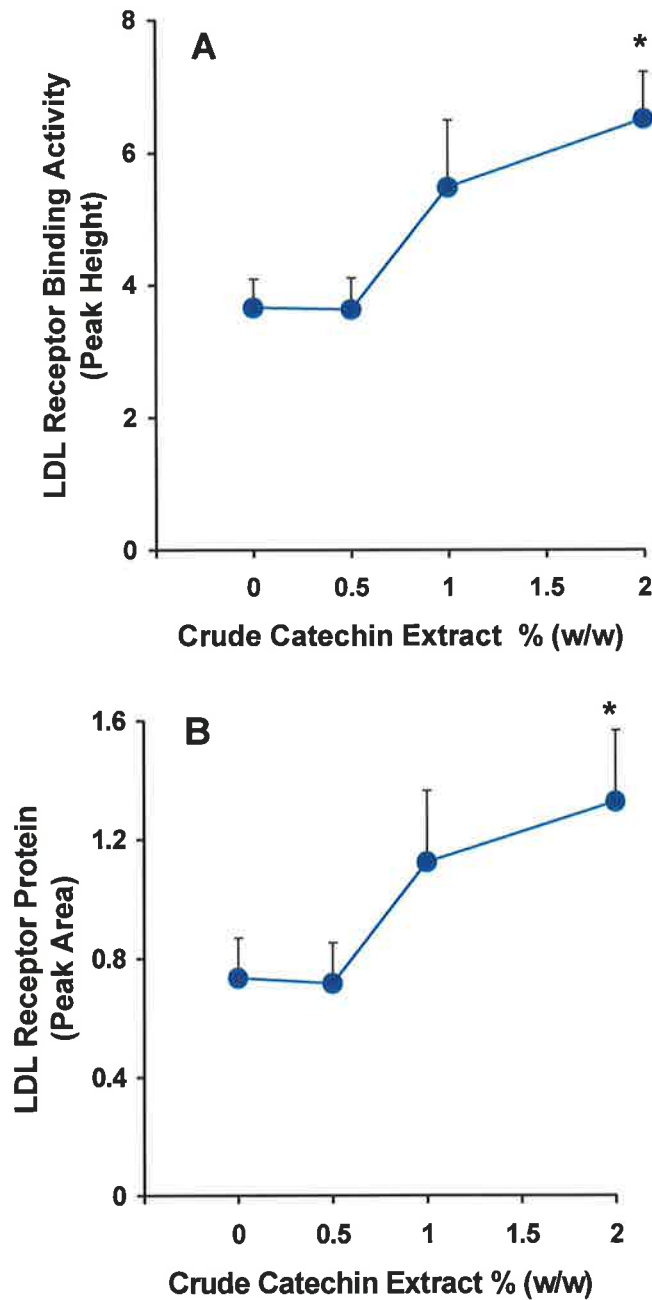 A
*
LDL Receptor Binding Activity
(Peak Height)
8
6
4
2
0
0 0.5 1 1.5 2
Crude Catechin Extract % (w/w)
B
*
LDL Receptor Protein
(Peak Area)
1.6
1.2
0.8
0.4
0
0 0.5 1 1.5 2
Crude Catechin Extract % (w/w)